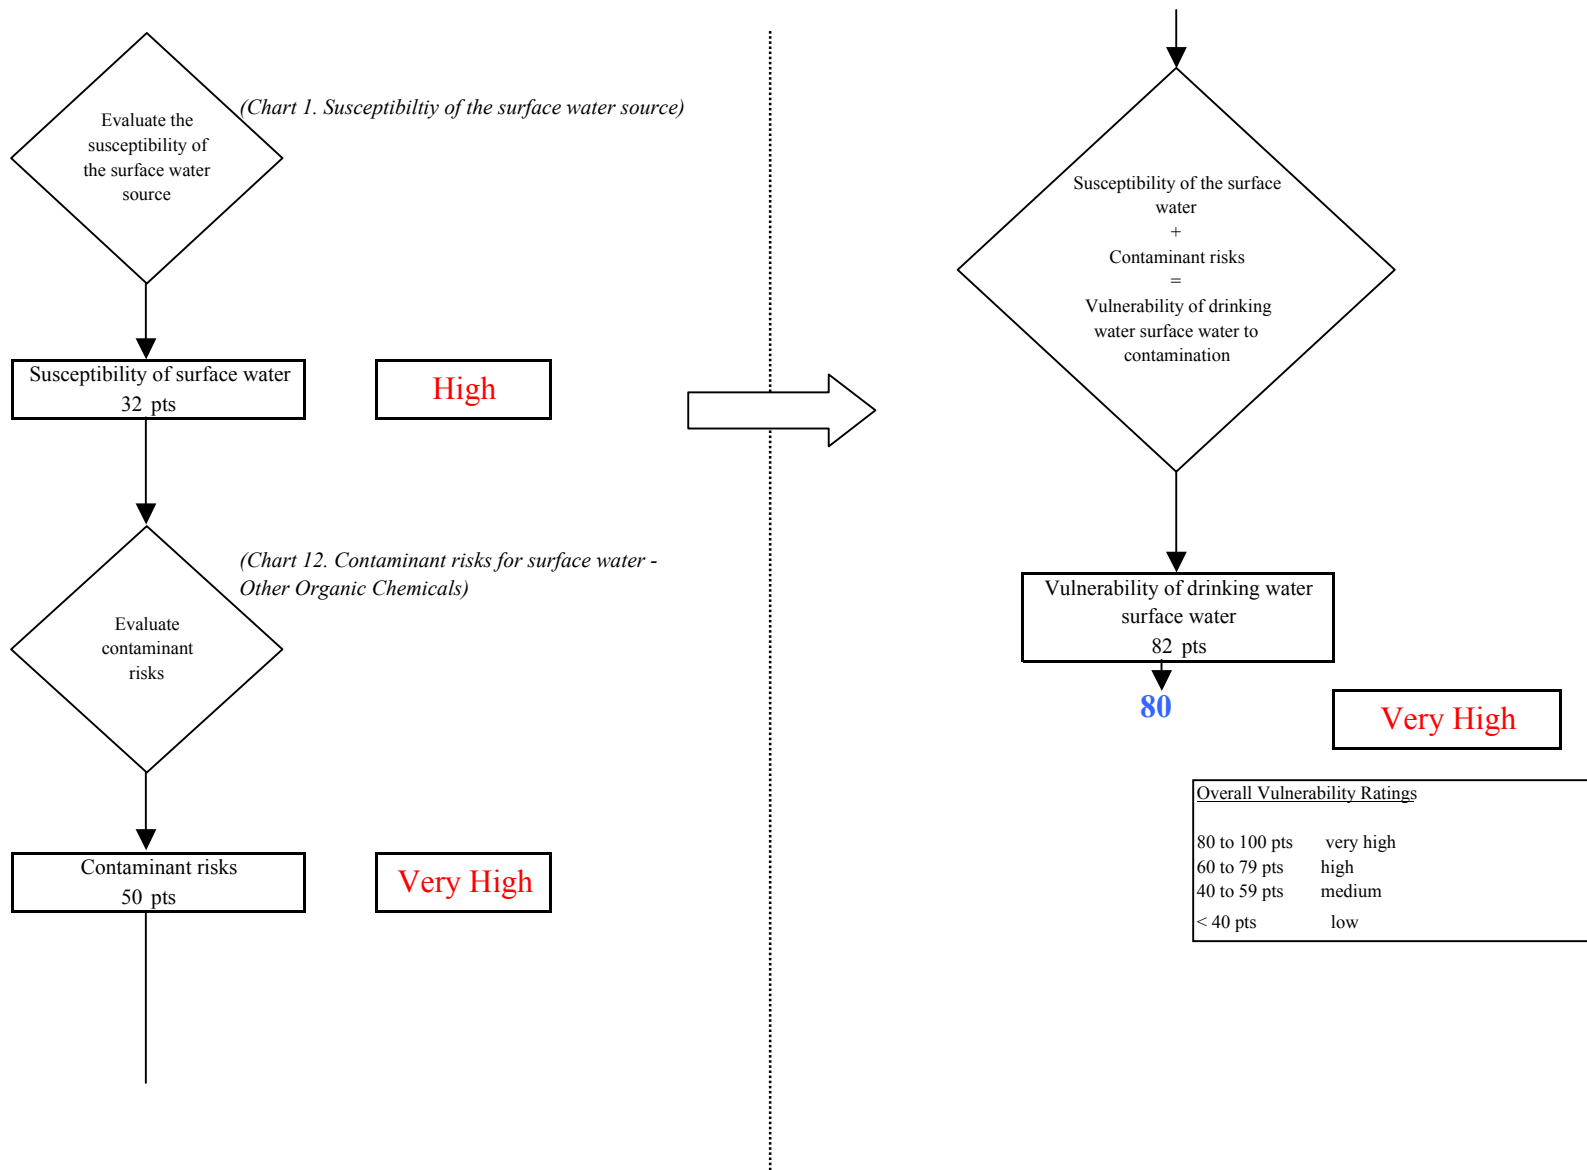 Evaluate the
susceptibility of
the surface water
source
(Chart 1. Susceptibiltiy of the surface water source)
Susceptibility of surface water
32 pts
High
(Chart 12. Contaminant risks for surface water -
Other Organic Chemicals)
Evaluate
contaminant
risks
Contaminant risks
50 pts
Very High
Susceptibility of the surface
water
+
Contaminant risks
=
Vulnerability of drinking
water surface water to
contamination
Vulnerability of drinking water
surface water
82 pts
80
Very High
Overall Vulnerability Ratings
80 to 100 pts very high
60 to 79 pts high
40 to 59 pts medium
< 40 pts low